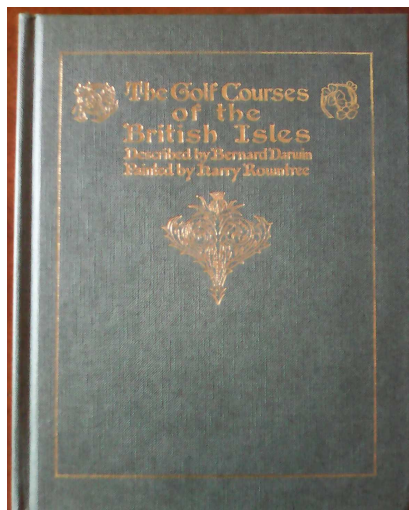 The Golf Courses
of the
British Isles
Described by Bernard Darwin
Painted by Harry Rountree